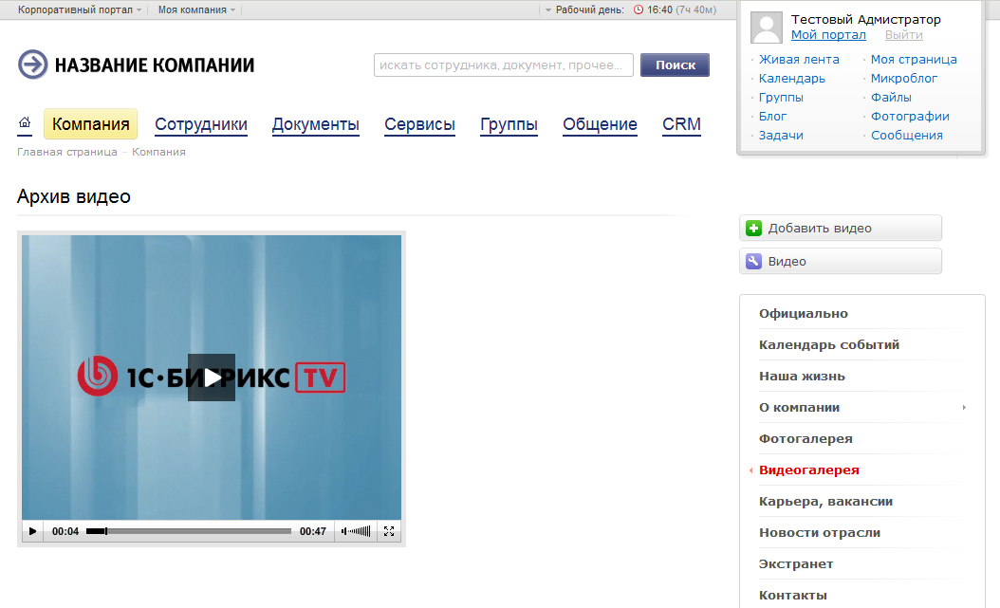 Корпоративный портал
Моя компания
Рабочий день: 16:40 (7ч 40м)
Тестовый Адмистратор
Мой портал Выйти
Живая лента Моя страница
Календарь Микроблог
Группы Файлы
Блог Фотографии
Задачи Сообщения
НАЗВАНИЕ КОМПАНИИ
искать сотрудника, документ, прочее...
Поиск
Компания Сотрудники Документы Сервисы Группы Общение CRM
Главная страница – Компания
Архив видео
1С·БИТРИКС TV
00:04 00:47
Добавить видео
Видео
Официально
Календарь событий
Наша жизнь
О компании
Фотогалерея
Видеогалерея
Карьера, вакансии
Новости отрасли
Экстранет
Контакты